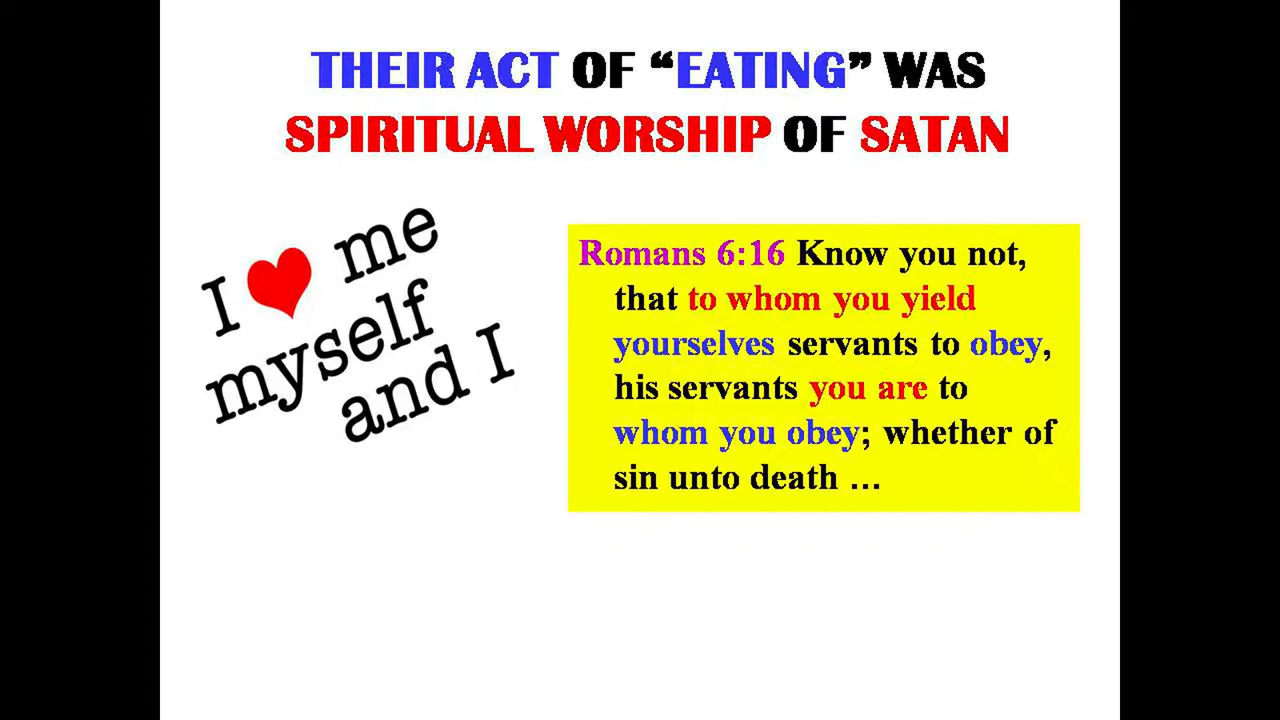 THEIR ACT OF “EATING” WAS
SPIRITUAL WORSHIP OF SATAN
I ❤ me
myself
and I
Romans 6:16 Know you not,
that to whom you yield
yourselves servants to obey,
his servants you are to
whom you obey; whether of
sin unto death ...